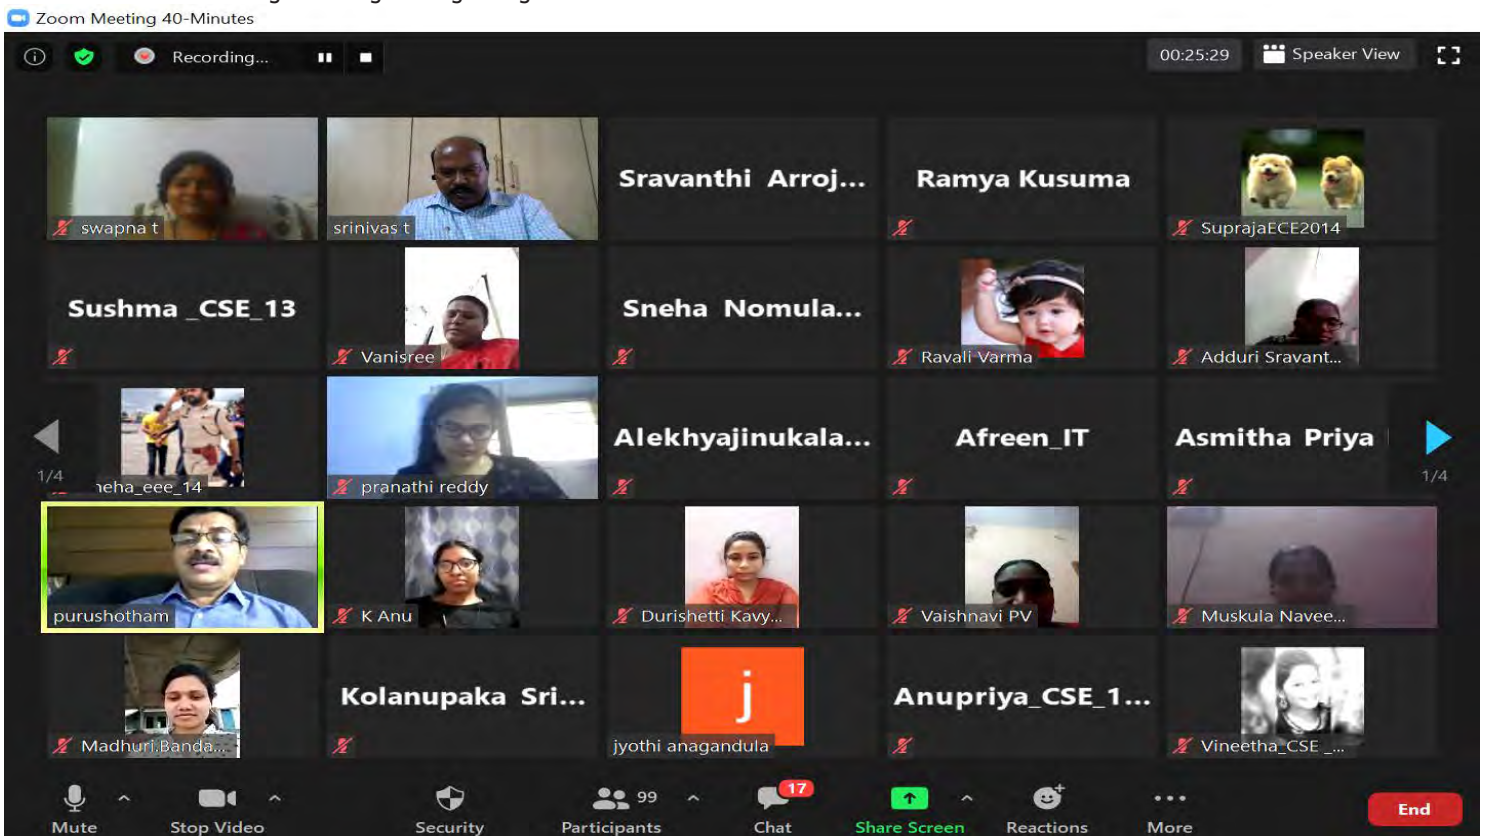 Zoom Meeting 40-Minutes
Recording...
00:25:29
Speaker View
swapna t
srinivas t
Sravanthi Arroj...
Ramya Kusuma
SuprajaECE2014
Sushma _CSE_13
Vanisree
Sneha Nomula...
Ravali Varma
Adduri Sravant...
neha_eee_14
pranathi reddy
Alekhyajinukala...
Afreen_IT
Asmitha Priya
1/4
1/4
purushotham
K Anu
Durishetti Kavy...
Vaishnavi PV
Muskula Navee...
Madhuri.Banda...
Kolanupaka Sri...
j
jyothi anagandula
Anupriya_CSE_1...
Vineetha_CSE _...
99
17
Mute
Stop Video
Security
Participants
Chat
Share Screen
Reactions
More
End